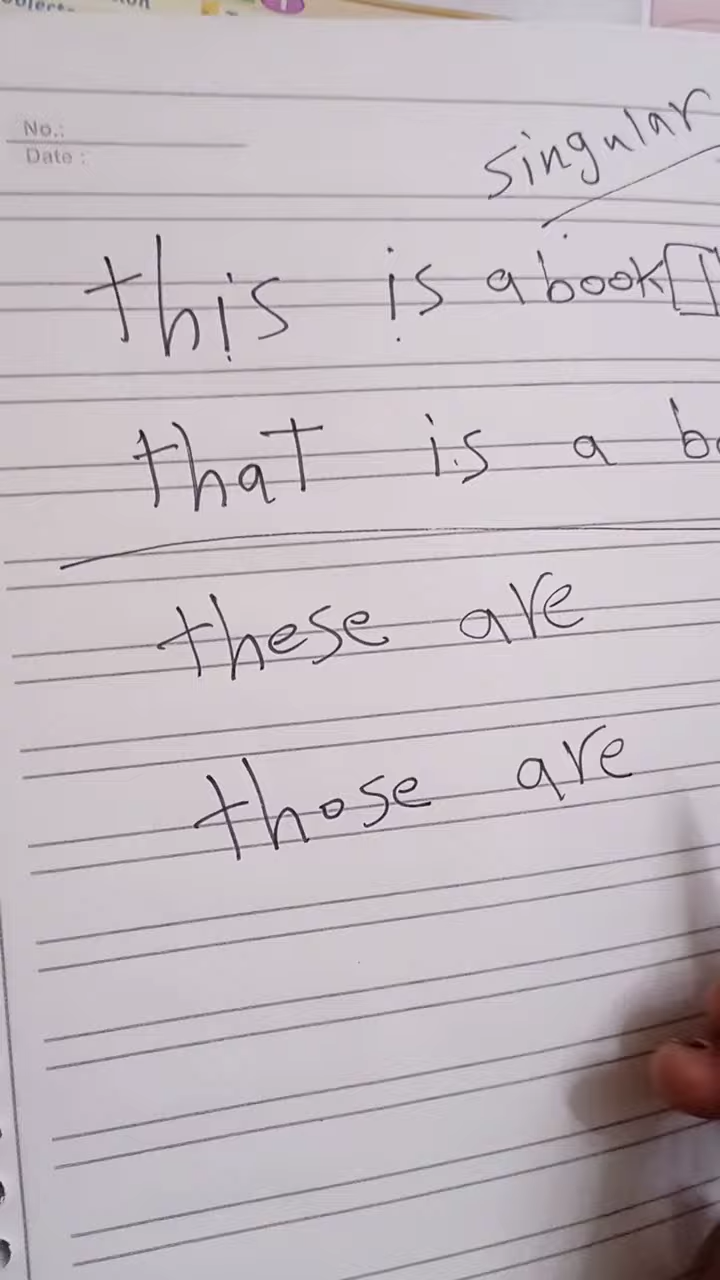 No.:
Date :
singular
this is a book
that is a
these are
those are